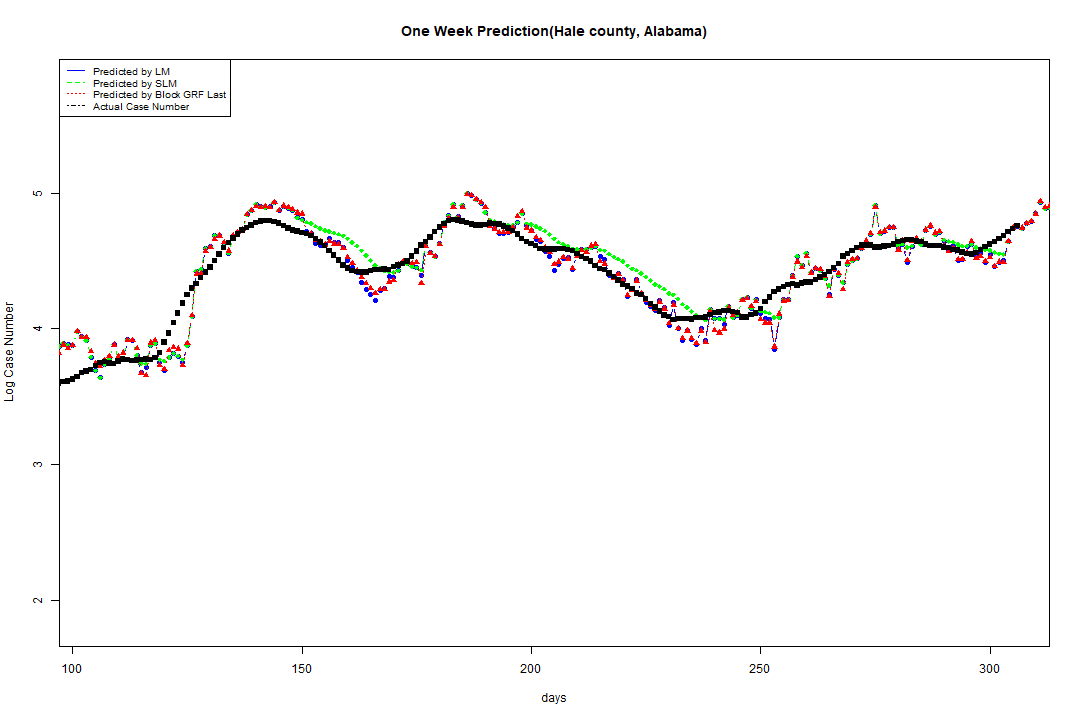 One Week Prediction(Hale county, Alabama)
Predicted by LM
Predicted by SLM
Predicted by Block GRF Last
Actual Case Number
5
4
3
2
Log Case Number
100 150 200 250 300
days